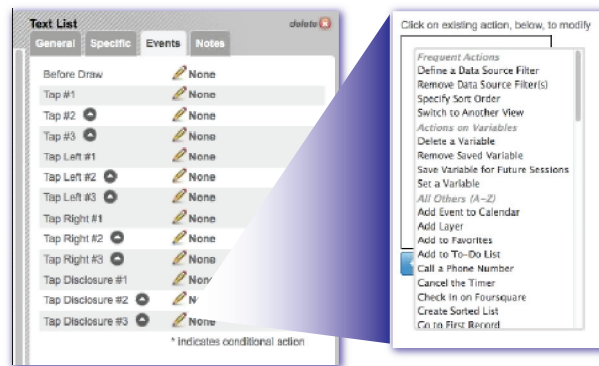 Text List
delete
General Specific Events Notes
Before Draw None
Tap #1 None
Tap #2 None
Tap #3 None
Tap Left #1 None
Tap Left #2 None
Tap Left #3 None
Tap Right #1 None
Tap Right #2 None
Tap Right #3 None
Tap Disclosure #1 None
Tap Disclosure #2
Tap Disclosure #3 None
* indicates conditional action
Click on existing action, below, to modify
Frequent Actions
Define a Data Source Filter
Remove Data Source Filter(s)
Specify Sort Order
Switch to Another View
Actions on Variables
Delete a Variable
Remove Saved Variable
Save Variable for Future Sessions
Set a Variable
All Others (A-Z)
Add Event to Calendar
Add Layer
Add to Favorites
Add to To-Do List
Call a Phone Number
Cancel the Timer
Check In on Foursquare
Create Sorted List
Go to First Record